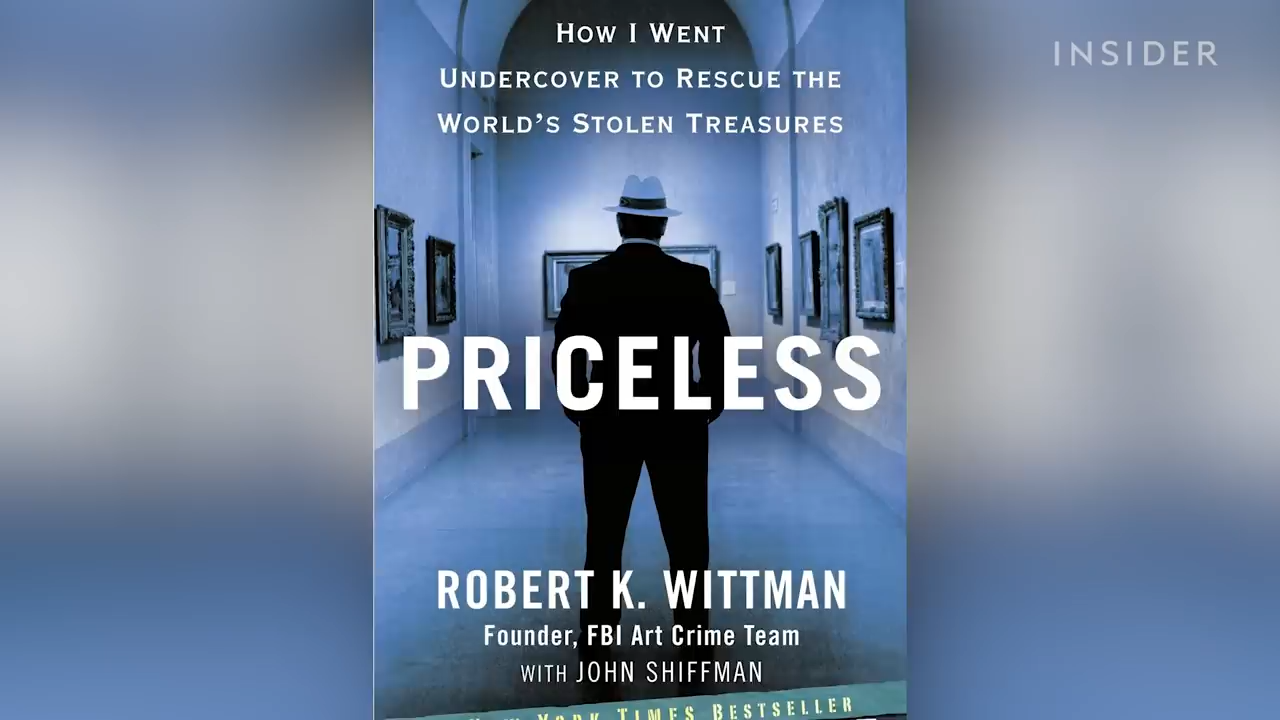 How I Went
Undercover to Rescue the
World's Stolen Treasures
INSIDER
PRICELESS
ROBERT K. WITTMAN
Founder, FBI Art Crime Team
WITH JOHN SHIFFMAN
York Times Bestseller